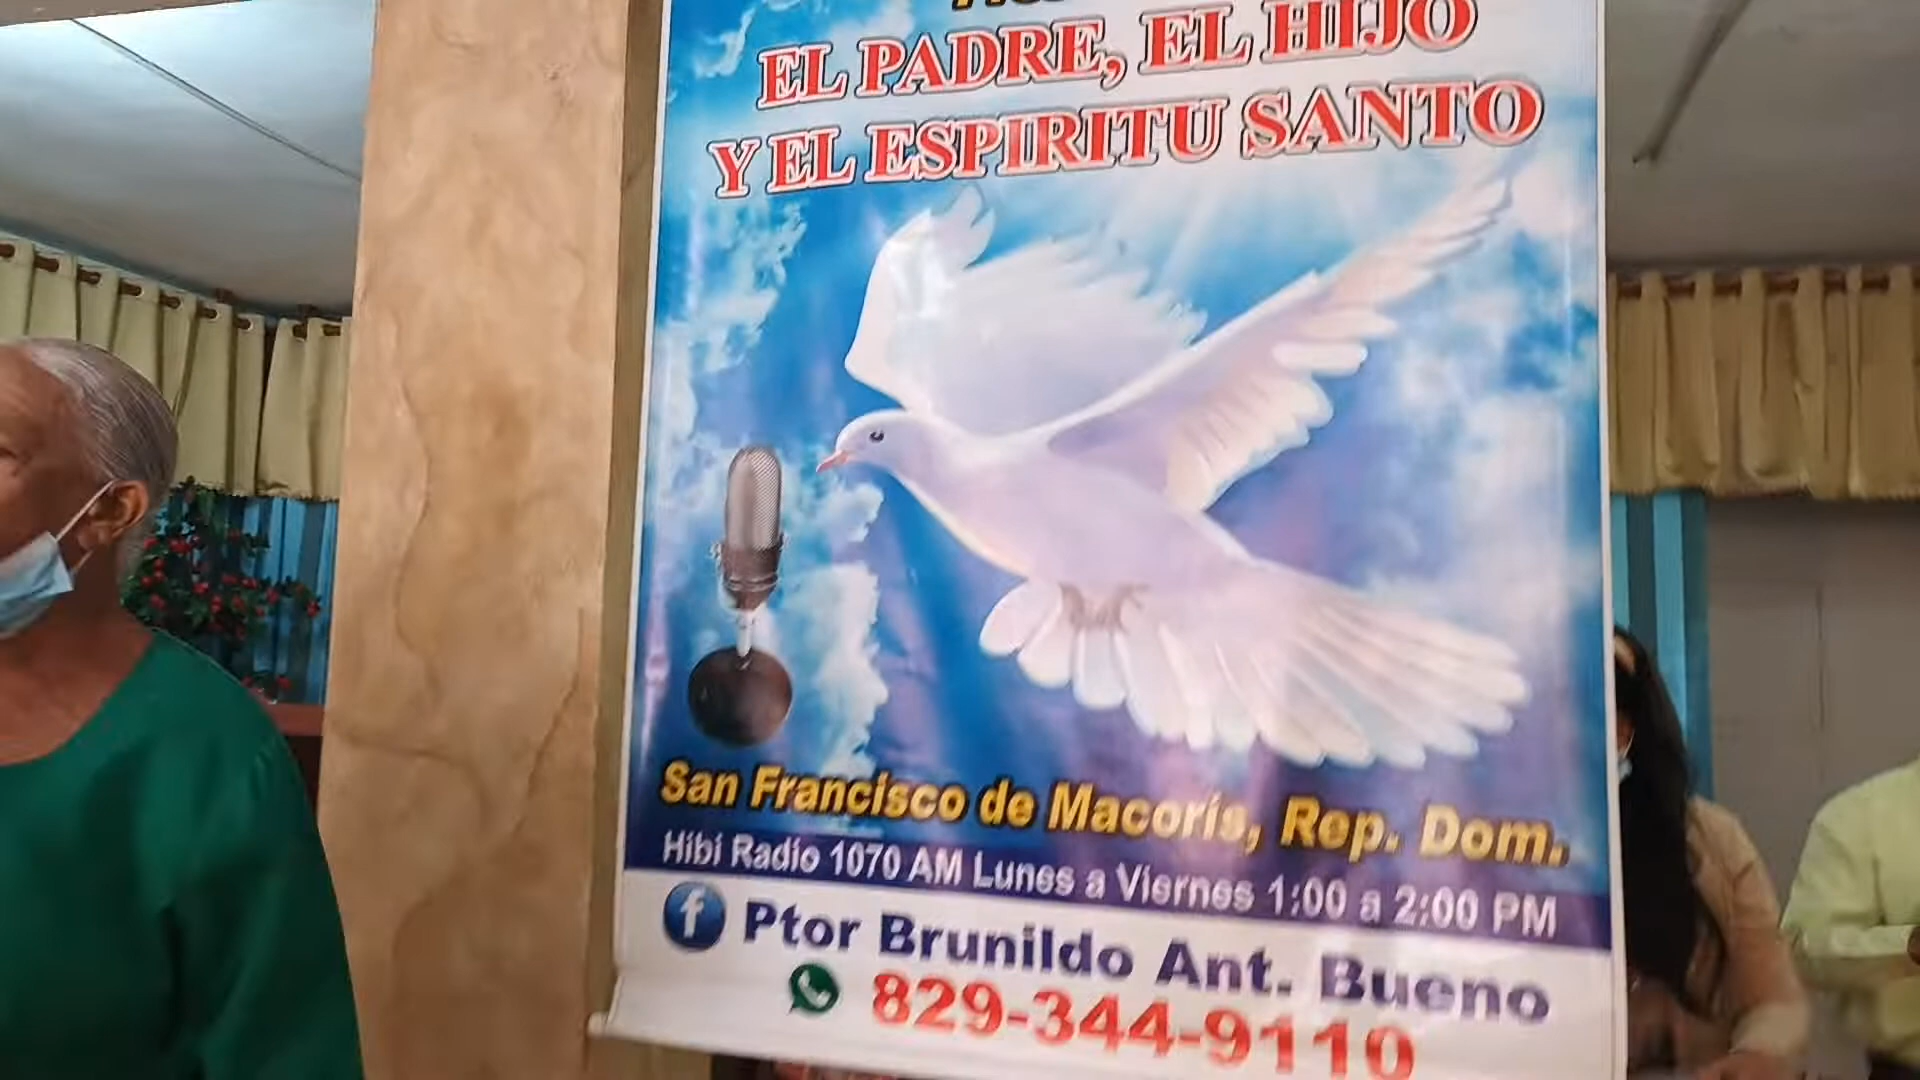 EL PADRE, EL HIJO
Y EL ESPIRITU SANTO
San Francisco de Macorís, Rep. Dom.
Hibi Radio 1070 AM Lunes a Viernes 1:00 a 2:00 PM
f Ptor Brunildo Ant. Bueno
829-344-9110